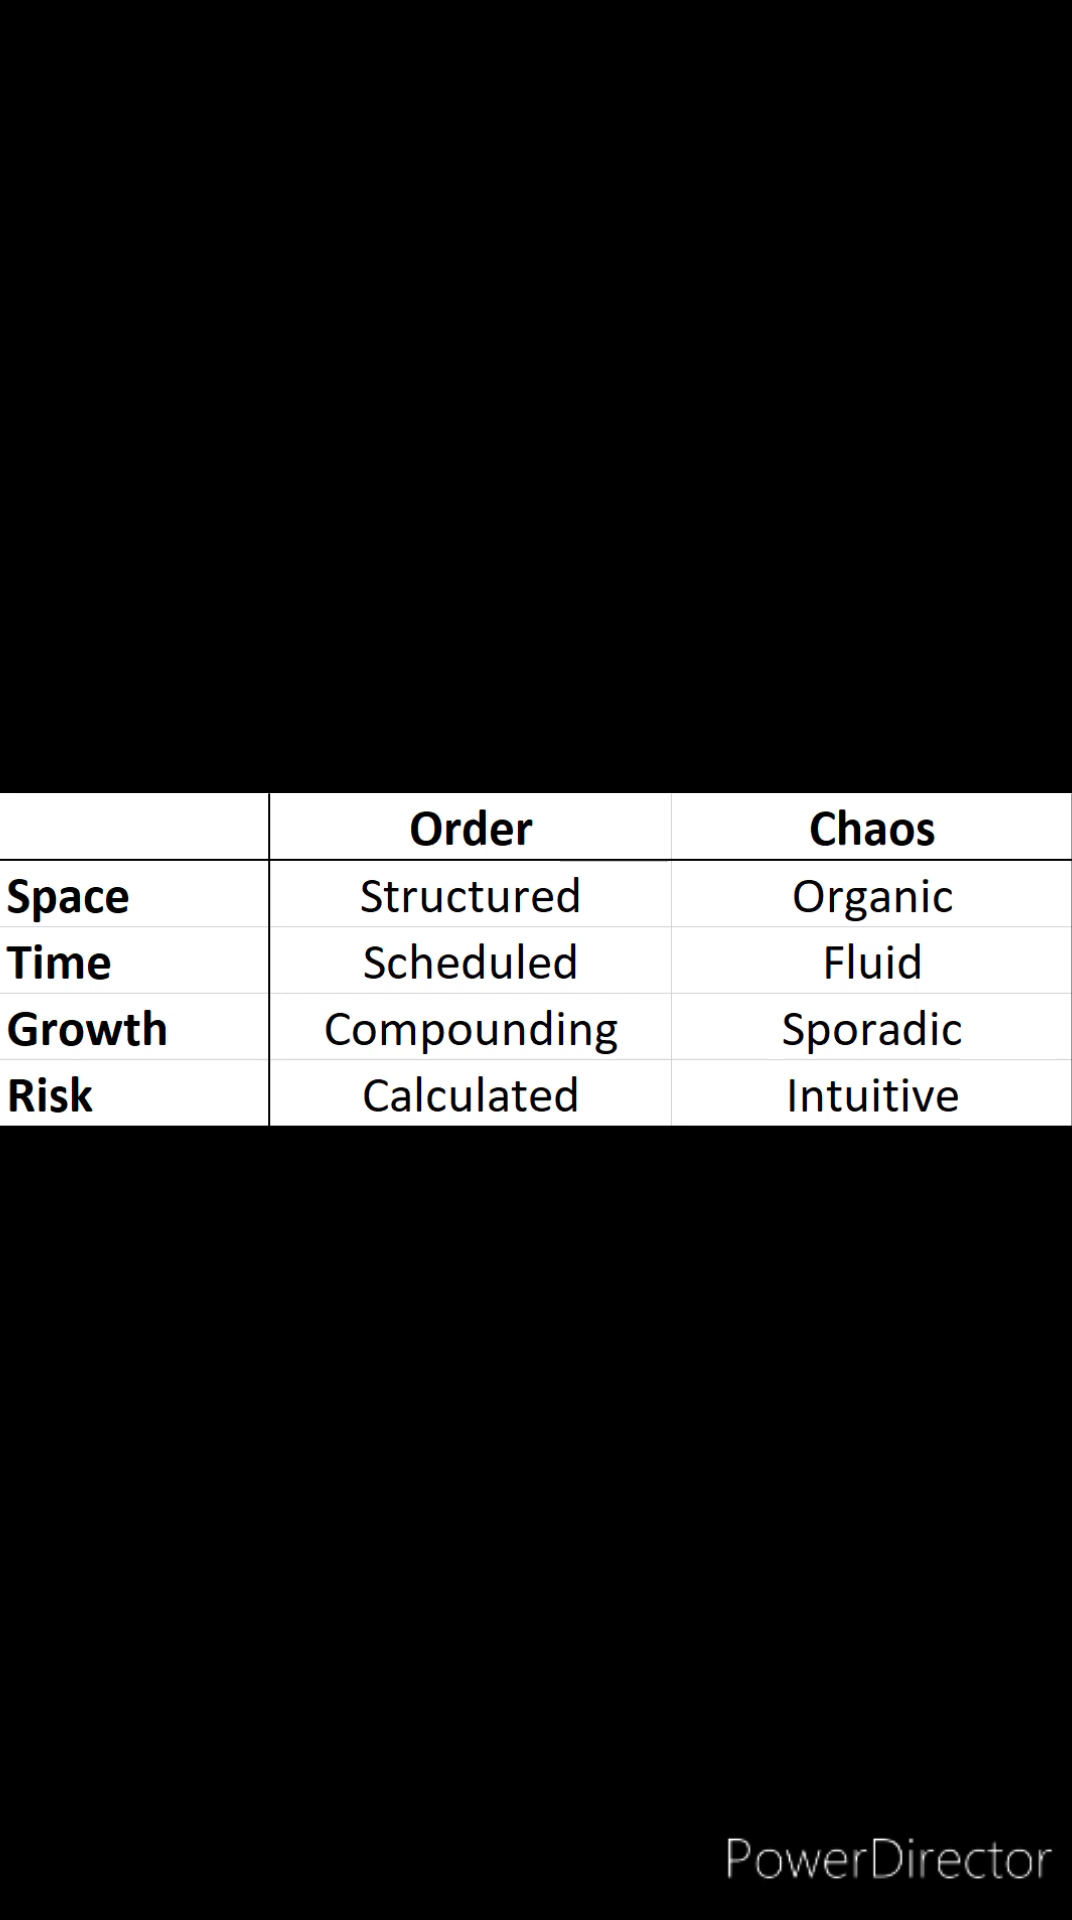 Order Chaos
Space Structured Organic
Time Scheduled Fluid
Growth Compounding Sporadic
Risk Calculated Intuitive
PowerDirector